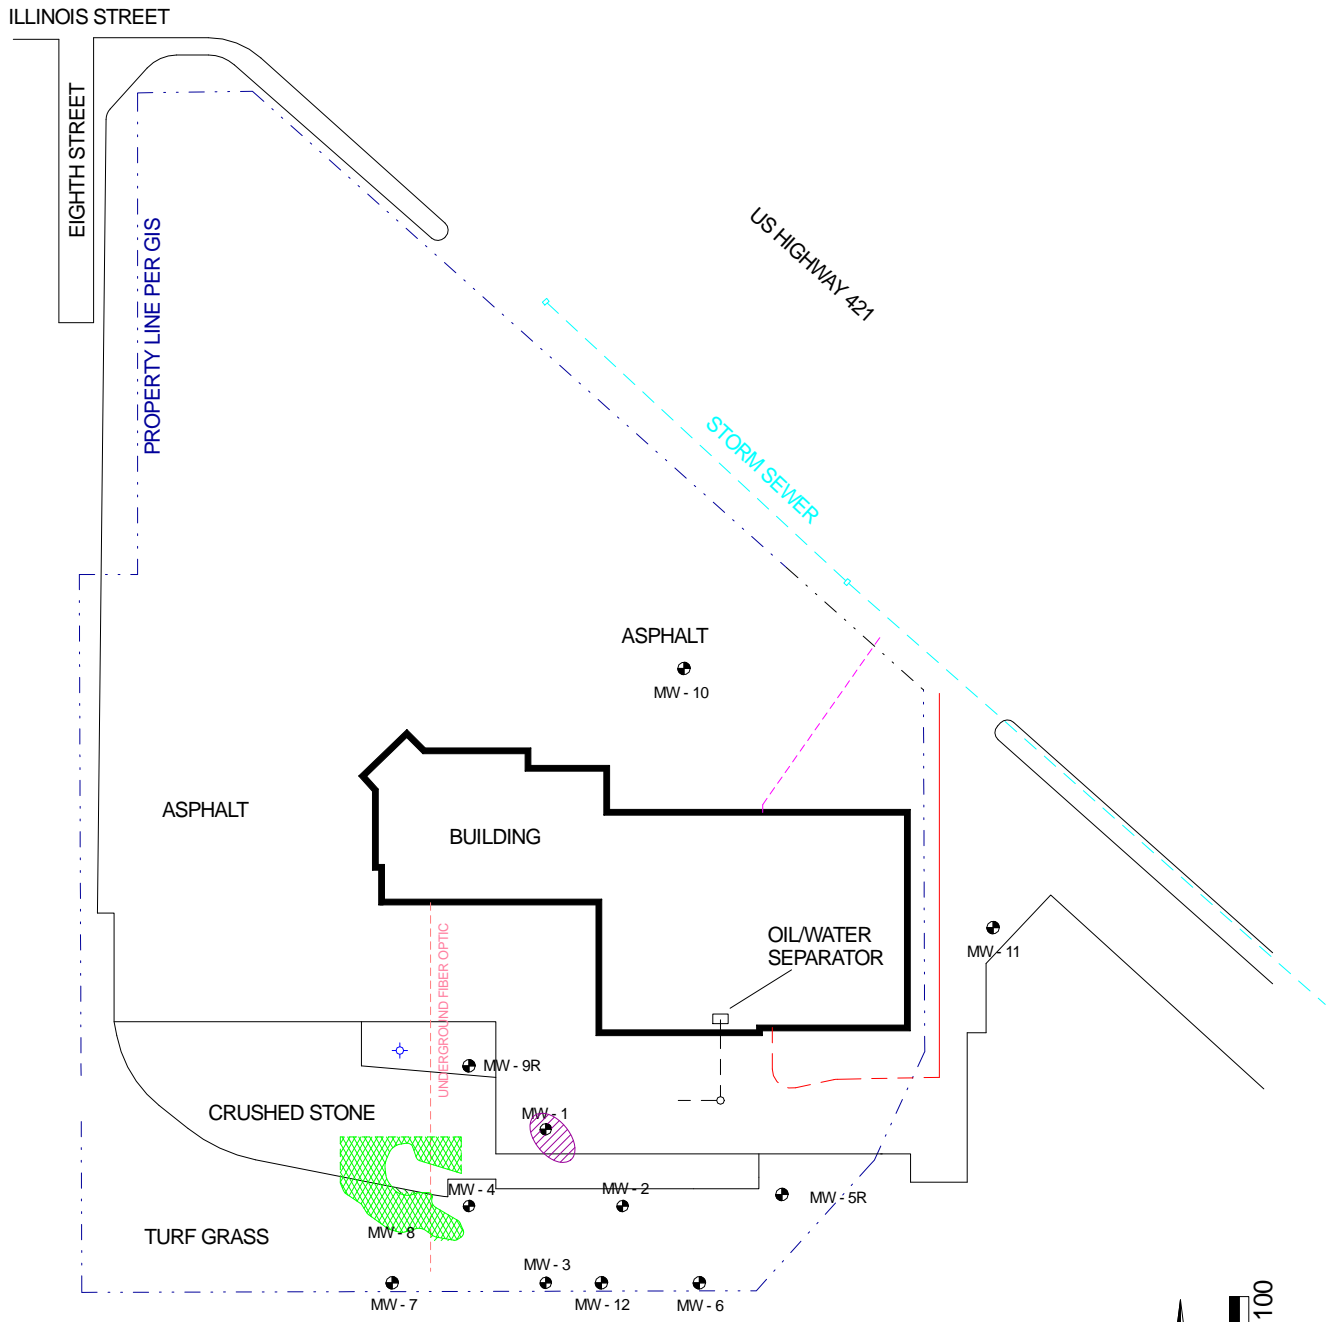 ILLINOIS STREET
EIGHTH STREET
PROPERTY LINE PER GIS
US HIGHWAY 421
STORM SEWER
ASPHALT
MW - 10
ASPHALT
BUILDING
OIL/WATER
SEPARATOR
MW - 11
UNDERGROUND FIBER OPTIC
MW - 9R
CRUSHED STONE
MW - 1
MW - 4
MW - 2
MW - 5R
MW - 8
TURF GRASS
MW - 3
MW - 7
MW - 12
MW - 6
100